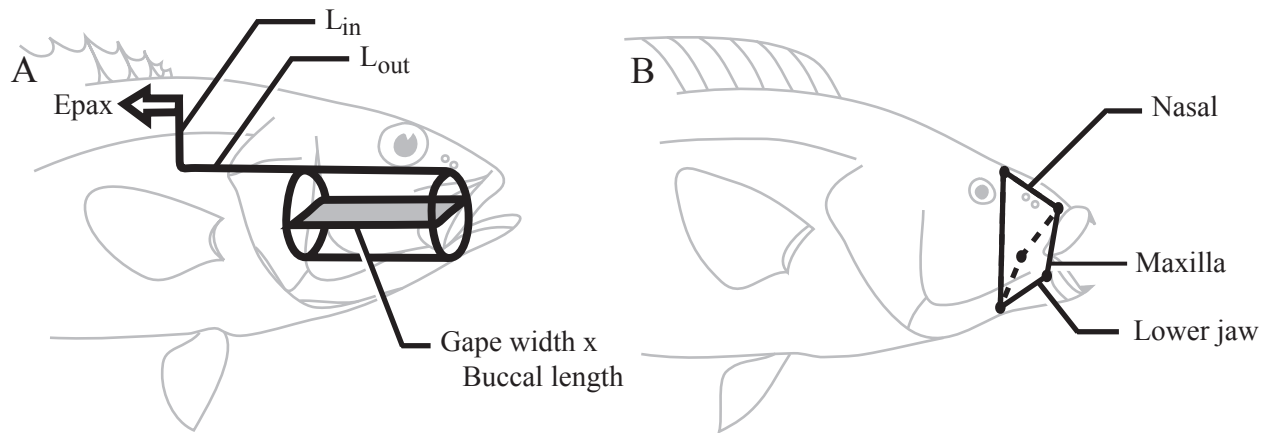 A
L_in
L_out
Epax
Gape width x
Buccal length
B
Nasal
Maxilla
Lower jaw